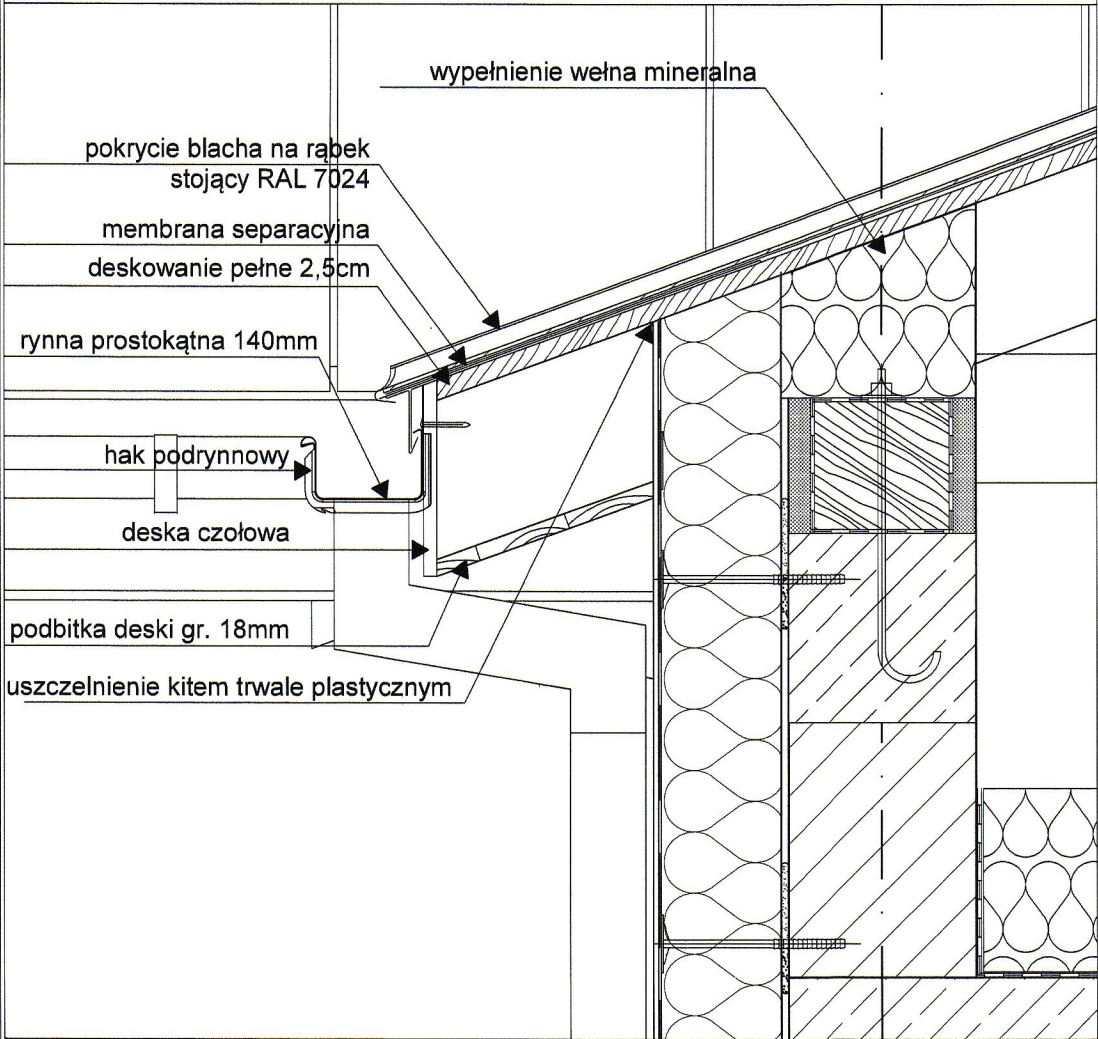 wypełnienie wełna mineralna
pokrycie blacha na rąbek
stojący RAL 7024
membrana separacyjna
deskowanie pełne 2,5cm
rynna prostokątna 140mm
hak podrynnowy
deska czołowa
podbitka deski gr. 18mm
uszczelnienie kitem trwale plastycznym